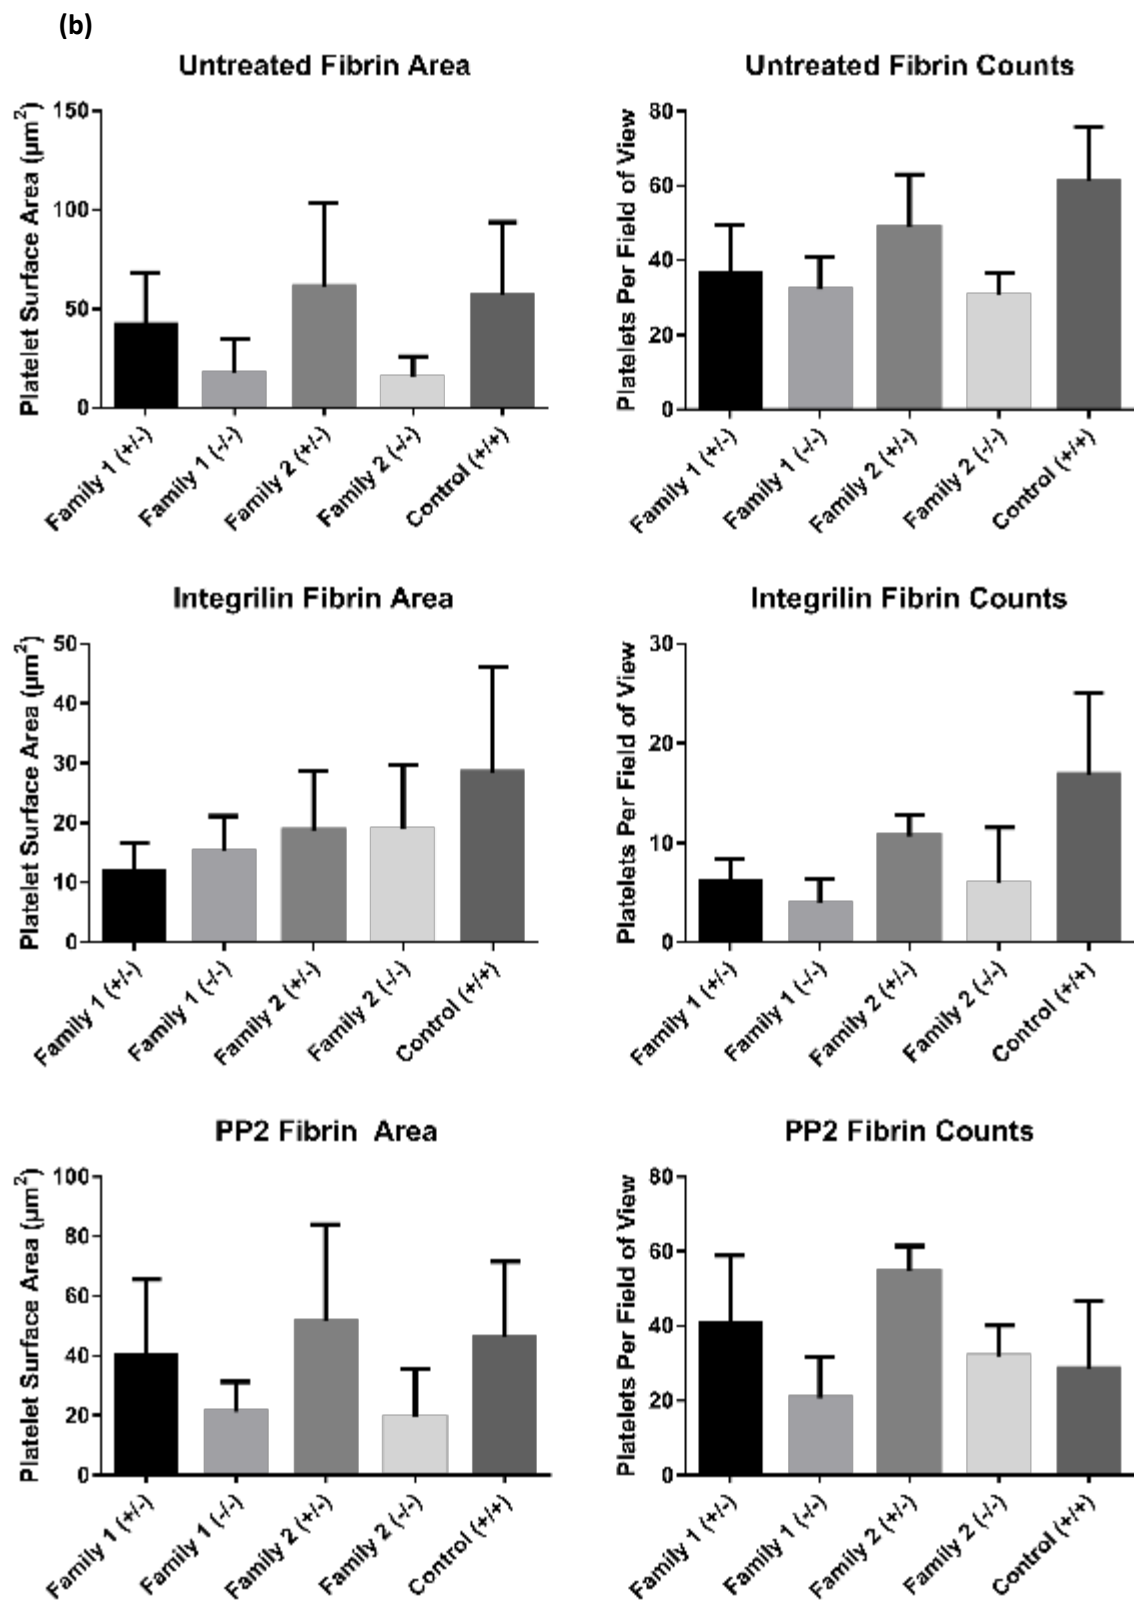 (b)
Untreated Fibrin Area
Platelet Surface Area (µm²)
150
100
50
0
Family 1 (+/-)
Family 1 (-/-)
Family 2 (+/-)
Family 2 (-/-)
Control (+/+)
Untreated Fibrin Counts
Platelets Per Field of View
80
60
40
20
0
Family 1 (+/-)
Family 1 (-/-)
Family 2 (+/-)
Family 2 (-/-)
Control (+/+)
Integrilin Fibrin Area
Platelet Surface Area (µm²)
50
40
30
20
10
0
Family 1 (+/-)
Family 1 (-/-)
Family 2 (+/-)
Family 2 (-/-)
Control (+/+)
Integrilin Fibrin Counts
Platelets Per Field of View
30
20
10
0
Family 1 (+/-)
Family 1 (-/-)
Family 2 (+/-)
Family 2 (-/-)
Control (+/+)
PP2 Fibrin Area
Platelet Surface Area (µm²)
100
80
60
40
20
0
Family 1 (+/-)
Family 1 (-/-)
Family 2 (+/-)
Family 2 (-/-)
Control (+/+)
PP2 Fibrin Counts
Platelets Per Field of View
80
60
40
20
0
Family 1 (+/-)
Family 1 (-/-)
Family 2 (+/-)
Family 2 (-/-)
Control (+/+)